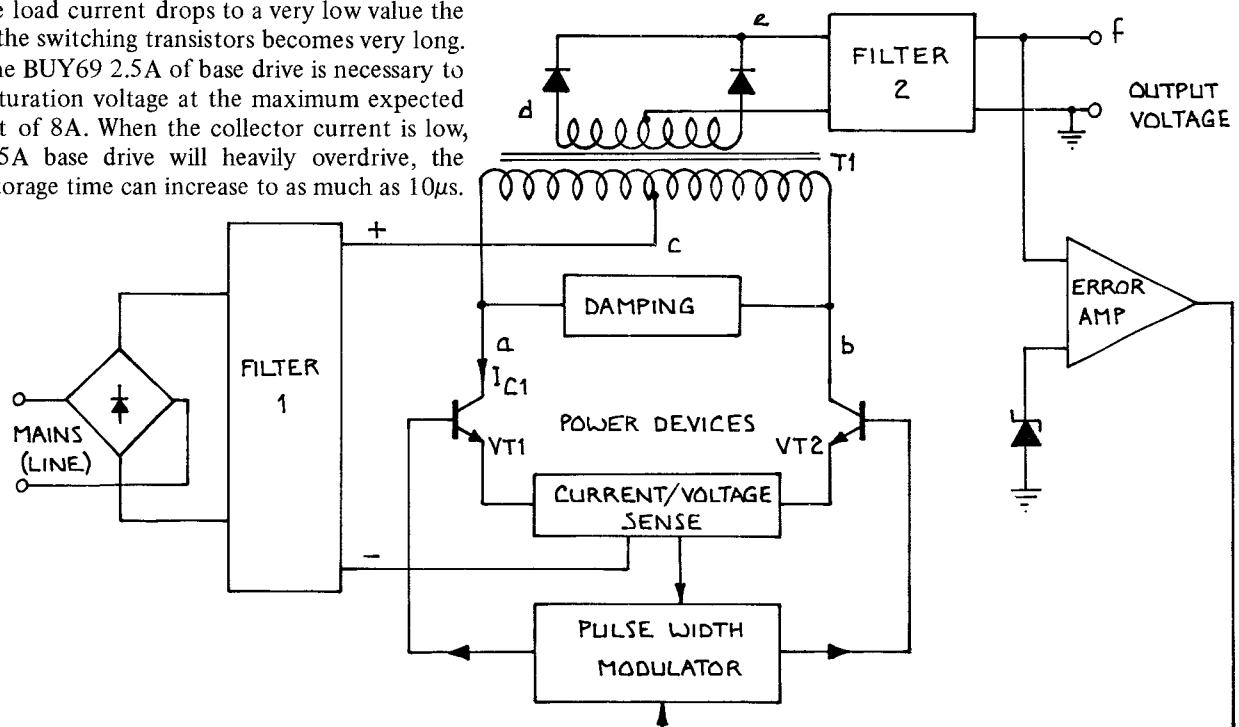 e load current drops to a very low value the
the switching transistors becomes very long.
ne BUY69 2.5A of base drive is necessary to
turation voltage at the maximum expected
t of 8A. When the collector current is low,
5A base drive will heavily overdrive, the
torage time can increase to as much as 10μs.
e
FILTER
2
f
OUTPUT
VOLTAGE
d
T1
+
c
DAMPING
ERROR
AMP
a
b
FILTER
1
IC1
MAINS
(LINE)
POWER DEVICES
VT1
VT2
CURRENT/VOLTAGE
SENSE
–
PULSE WIDTH
MODULATOR